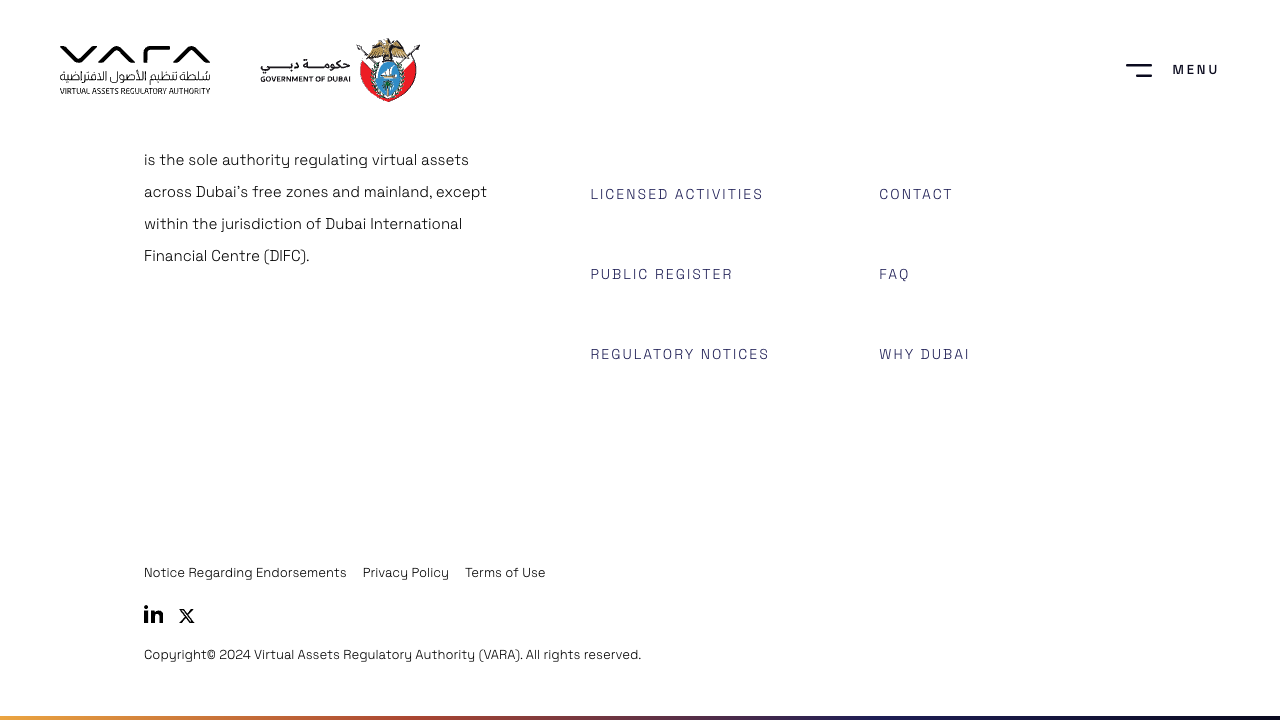 VARA
سُلطة تنظيم الأصول الافتراضية
VIRTUAL ASSETS REGULATORY AUTHORITY
حكومة دبي
GOVERNMENT OF DUBAI
MENU
is the sole authority regulating virtual assets
across Dubai's free zones and mainland, except
within the jurisdiction of Dubai International
Financial Centre (DIFC).
LICENSED ACTIVITIES
PUBLIC REGISTER
REGULATORY NOTICES
CONTACT
FAQ
WHY DUBAI
Notice Regarding Endorsements Privacy Policy Terms of Use
Copyright© 2024 Virtual Assets Regulatory Authority (VARA). All rights reserved.